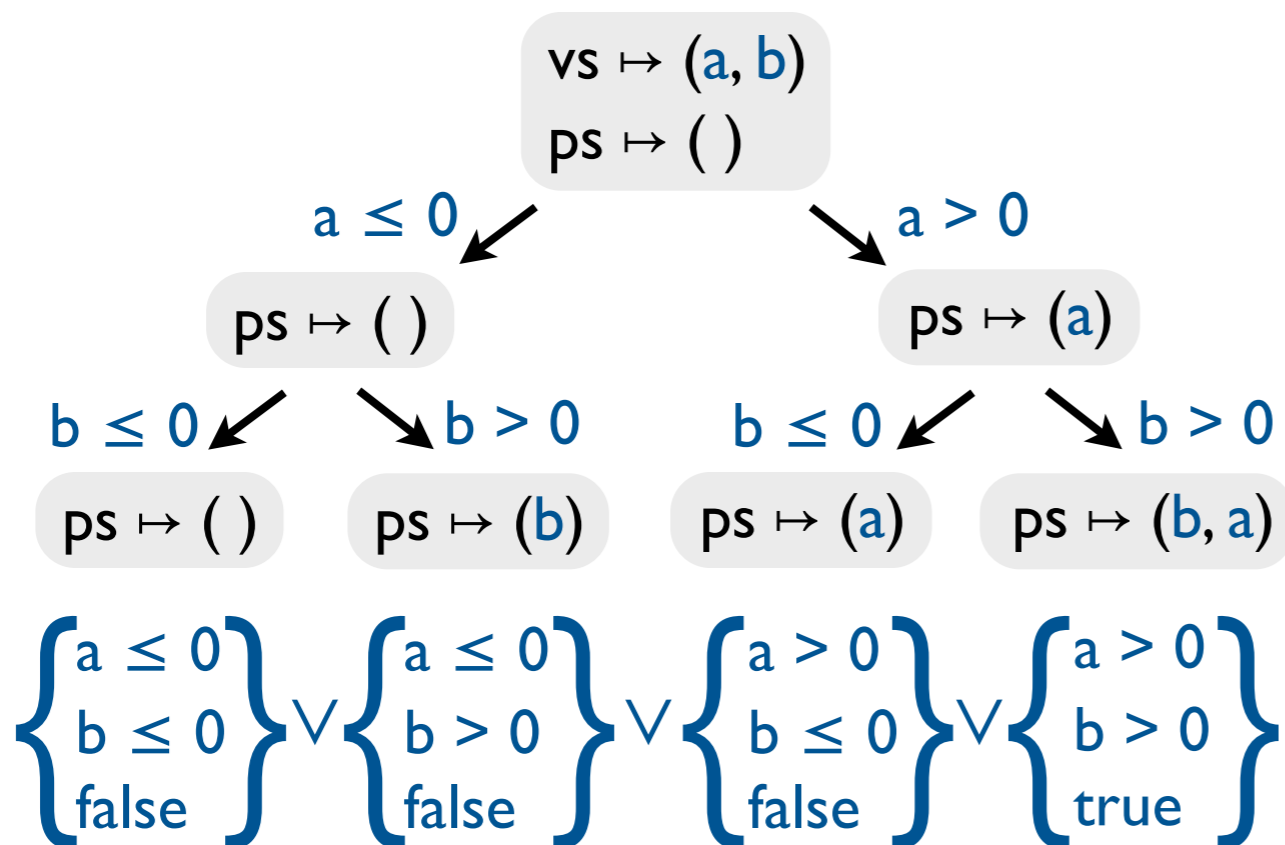 vs ↦ (a, b)
ps ↦ ( )
a ≤ 0 a > 0
ps ↦ ( ) ps ↦ (a)
b ≤ 0 b > 0 b ≤ 0 b > 0
ps ↦ ( ) ps ↦ (b) ps ↦ (a) ps ↦ (b, a)
{a ≤ 0 b ≤ 0 false} ∨ {a ≤ 0 b > 0 false} ∨ {a > 0 b ≤ 0 false} ∨ {a > 0 b > 0 true}